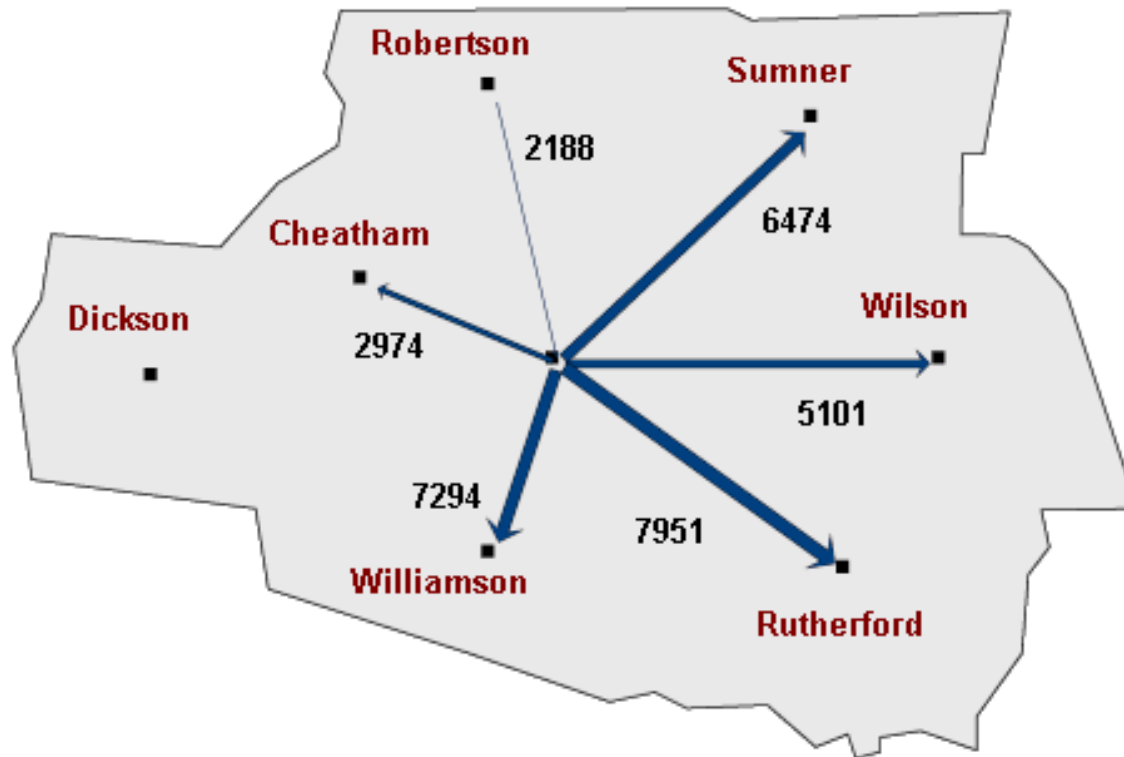 Robertson
Sumner
2188
6474
Cheatham
Wilson
Dickson
2974
5101
7294
7951
Williamson
Rutherford